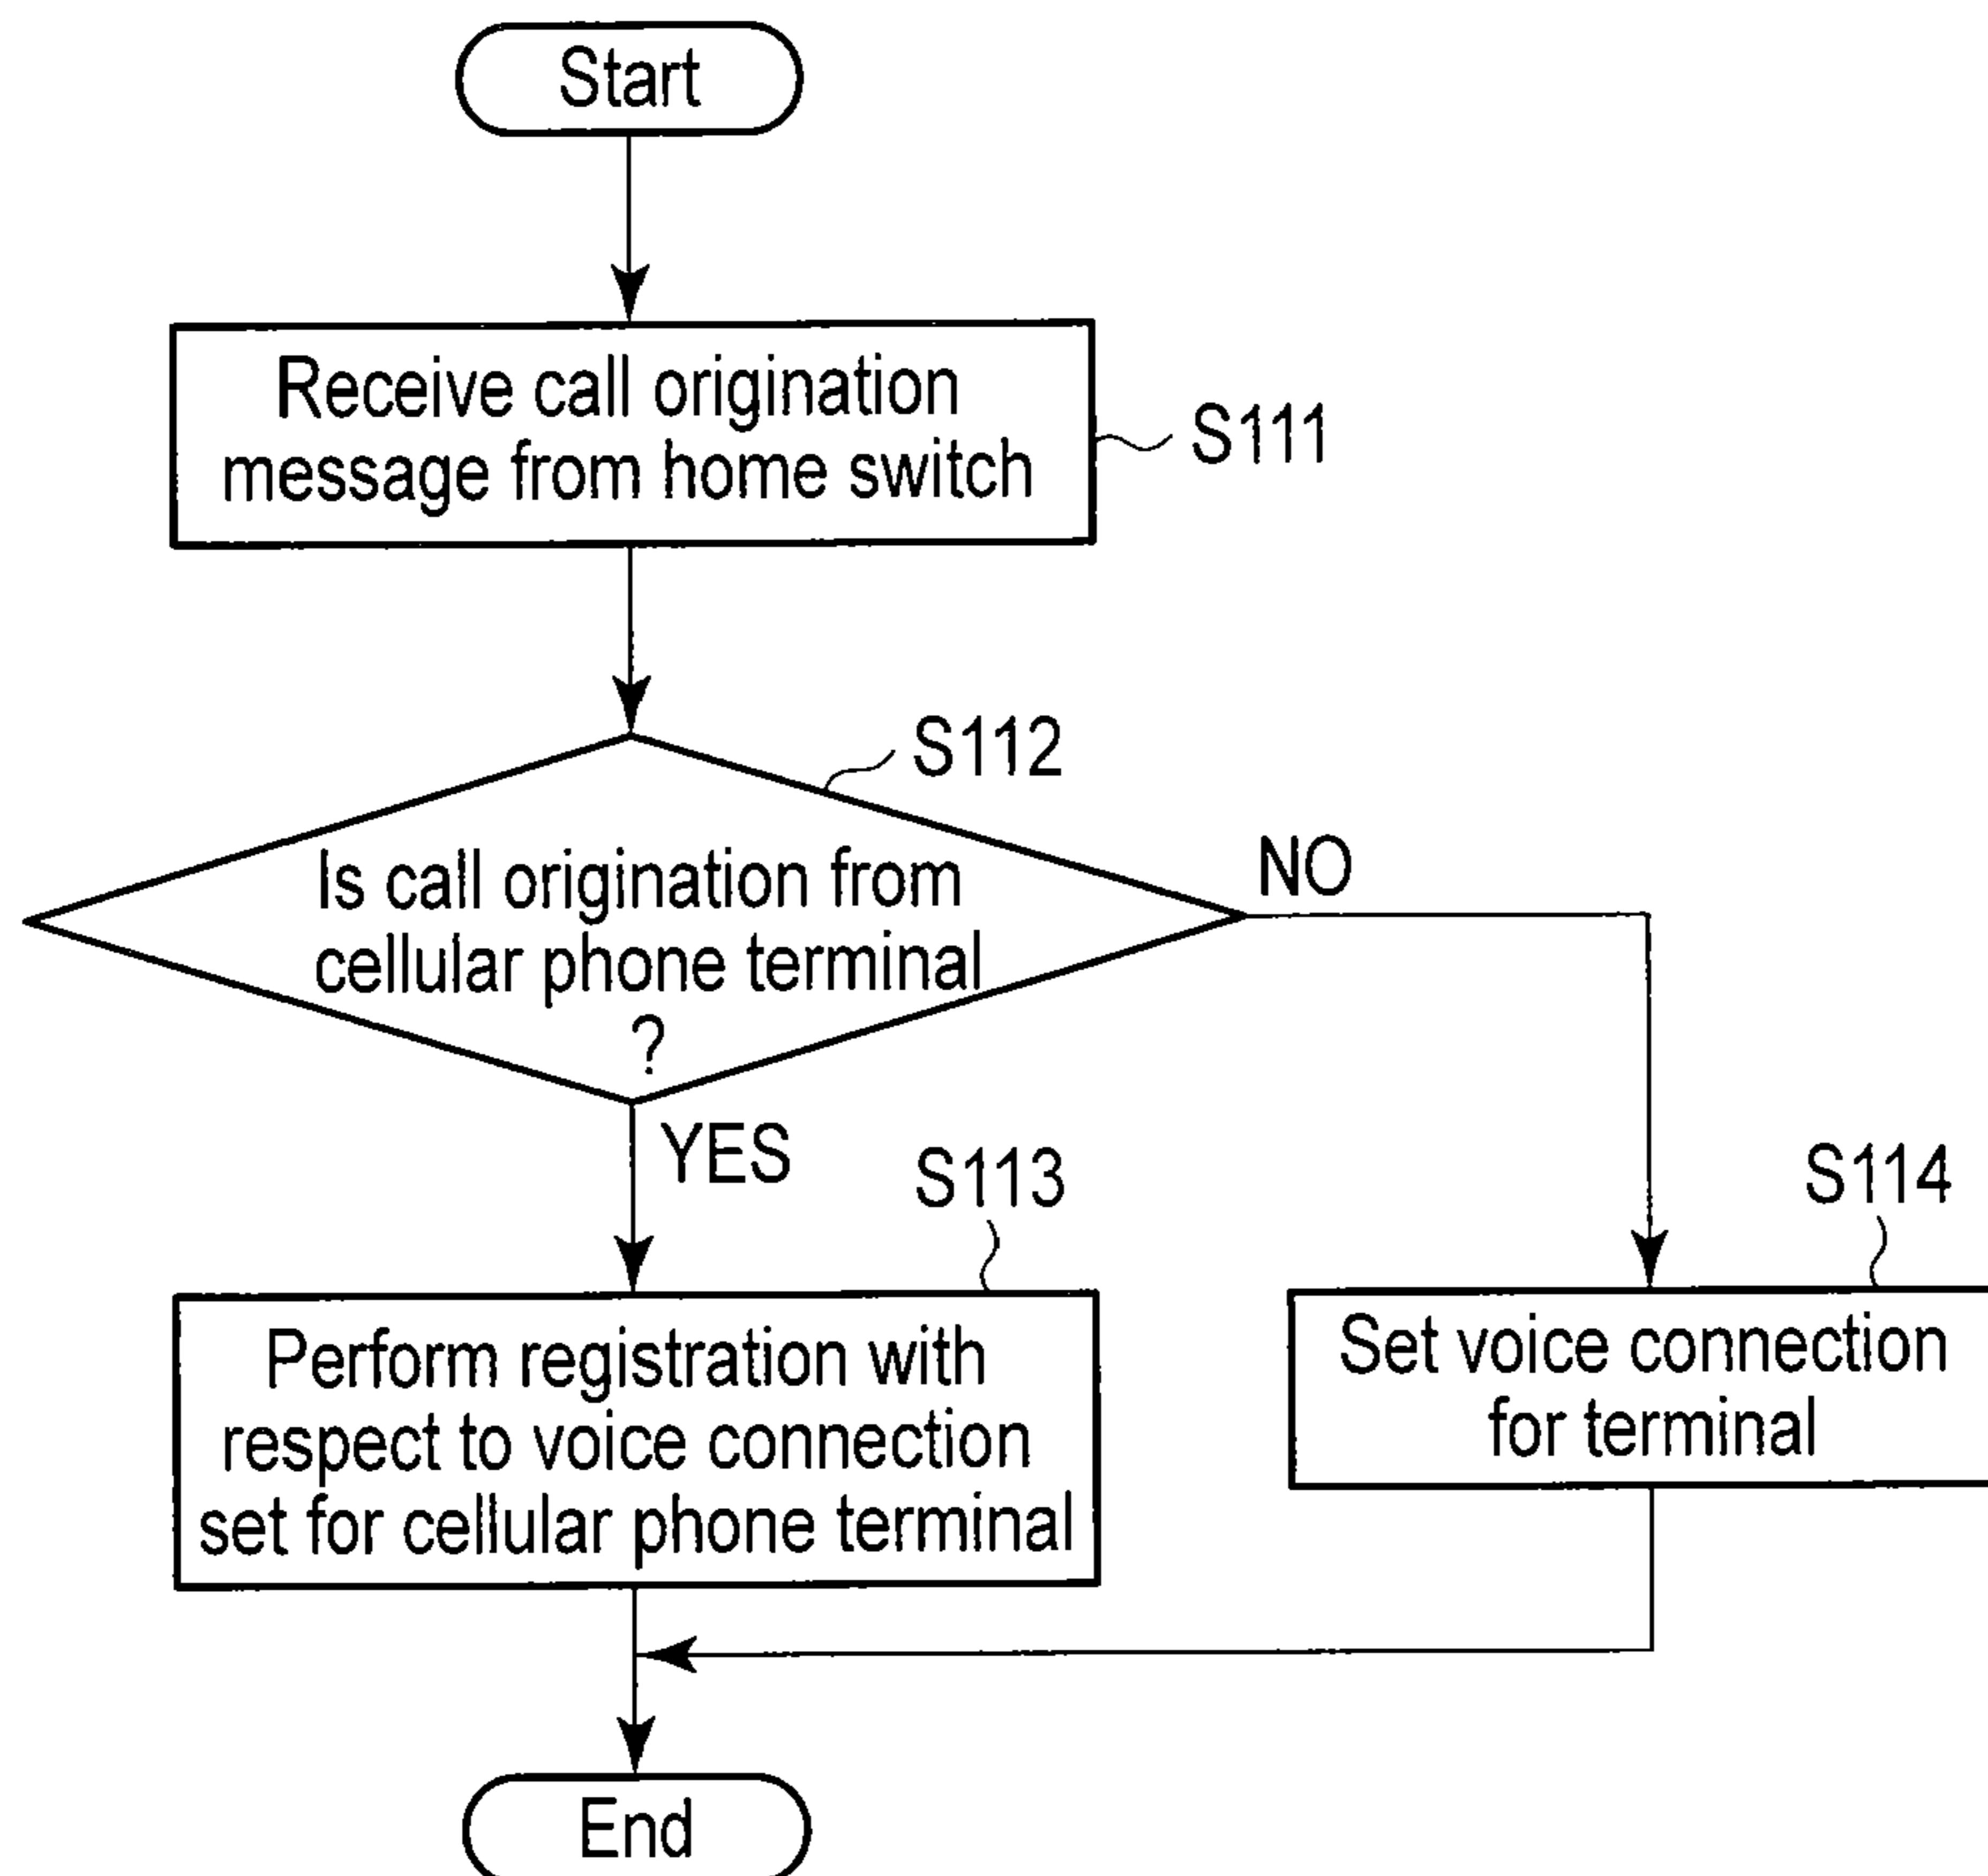 Start
Receive call origination
message from home switch
S111
S112
Is call origination from
cellular phone terminal
?
NO
YES
S113
Perform registration with
respect to voice connection
set for cellular phone terminal
S114
Set voice connection
for terminal
End